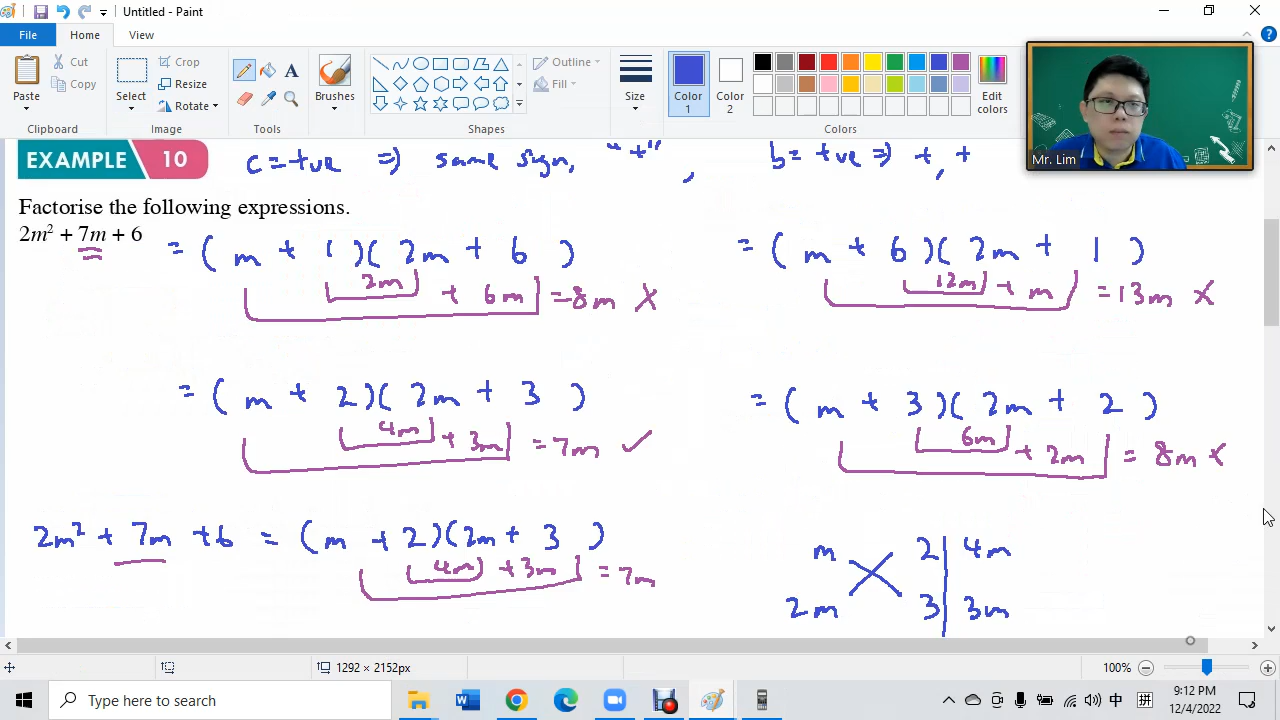 Untitled - Paint
File Home View
Paste Cut Copy Clipboard
Select Crop Resize Rotate Image
Tools
Brushes
Shapes Outline Fill
Size
Color 1 Color 2 Edit colors Colors
Mr. Lim
EXAMPLE 10
c = +ve => same sign, "+" , b = +ve => +, +
Factorise the following expressions.
2m² + 7m + 6
= (m + 1)(2m + 6)
2m + 6m = 8m ×
= (m + 6)(2m + 1)
12m + m = 13m ×
= (m + 2)(2m + 3)
4m + 3m = 7m ✓
= (m + 3)(2m + 2)
6m + 2m = 8m ×
2m² + 7m + 6 = (m + 2)(2m + 3)
4m + 3m = 7m
m 2 4m
2m 3 3m
1292 × 2152px
100%
Type here to search
中 拼
9:12 PM
12/4/2022